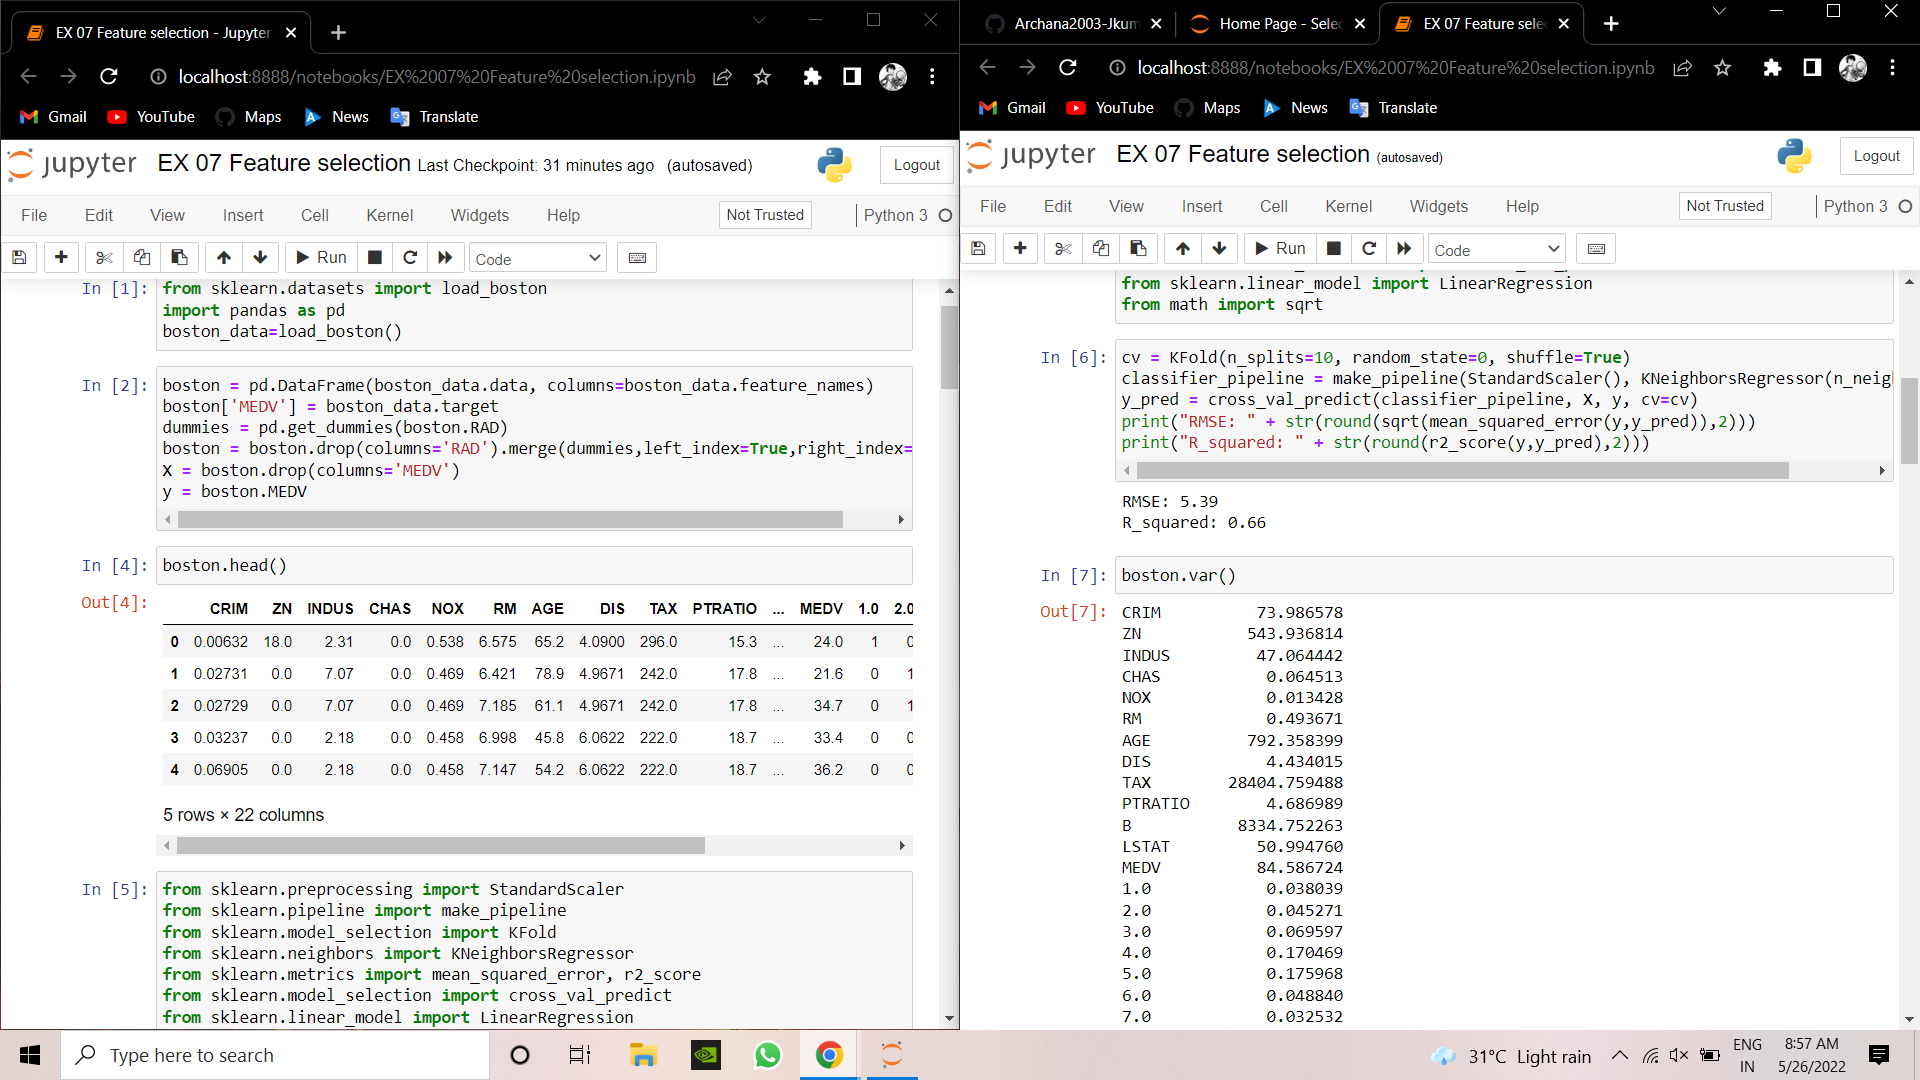 EX 07 Feature selection - Jupyter
localhost:8888/notebooks/EX%2007%20Feature%20selection.ipynb
Gmail YouTube Maps News Translate
jupyter EX 07 Feature selection Last Checkpoint: 31 minutes ago (autosaved) Logout
File Edit View Insert Cell Kernel Widgets Help Not Trusted Python 3
Run Code
In [1]: from sklearn.datasets import load_boston
import pandas as pd
boston_data=load_boston()
In [2]: boston = pd.DataFrame(boston_data.data, columns=boston_data.feature_names)
boston['MEDV'] = boston_data.target
dummies = pd.get_dummies(boston.RAD)
boston = boston.drop(columns='RAD').merge(dummies,left_index=True,right_index=
X = boston.drop(columns='MEDV')
y = boston.MEDV
In [4]: boston.head()
Out[4]: CRIM ZN INDUS CHAS NOX RM AGE DIS TAX PTRATIO ... MEDV 1.0 2.0
0 0.00632 18.0 2.31 0.0 0.538 6.575 65.2 4.0900 296.0 15.3 ... 24.0 1 0
1 0.02731 0.0 7.07 0.0 0.469 6.421 78.9 4.9671 242.0 17.8 ... 21.6 0 1
2 0.02729 0.0 7.07 0.0 0.469 7.185 61.1 4.9671 242.0 17.8 ... 34.7 0 1
3 0.03237 0.0 2.18 0.0 0.458 6.998 45.8 6.0622 222.0 18.7 ... 33.4 0 0
4 0.06905 0.0 2.18 0.0 0.458 7.147 54.2 6.0622 222.0 18.7 ... 36.2 0 0
5 rows × 22 columns
In [5]: from sklearn.preprocessing import StandardScaler
from sklearn.pipeline import make_pipeline
from sklearn.model_selection import KFold
from sklearn.neighbors import KNeighborsRegressor
from sklearn.metrics import mean_squared_error, r2_score
from sklearn.model_selection import cross_val_predict
from sklearn.linear_model import LinearRegression
Archana2003-Jkum Home Page - Selec EX 07 Feature sele
localhost:8888/notebooks/EX%2007%20Feature%20selection.ipynb
Gmail YouTube Maps News Translate
jupyter EX 07 Feature selection (autosaved) Logout
File Edit View Insert Cell Kernel Widgets Help Not Trusted Python 3
Run Code
from sklearn.linear_model import LinearRegression
from math import sqrt
In [6]: cv = KFold(n_splits=10, random_state=0, shuffle=True)
classifier_pipeline = make_pipeline(StandardScaler(), KNeighborsRegressor(n_neig
y_pred = cross_val_predict(classifier_pipeline, X, y, cv=cv)
print("RMSE: " + str(round(sqrt(mean_squared_error(y,y_pred)),2)))
print("R_squared: " + str(round(r2_score(y,y_pred),2)))
RMSE: 5.39
R_squared: 0.66
In [7]: boston.var()
Out[7]: CRIM 73.986578
ZN 543.936814
INDUS 47.064442
CHAS 0.064513
NOX 0.013428
RM 0.493671
AGE 792.358399
DIS 4.434015
TAX 28404.759488
PTRATIO 4.686989
B 8334.752263
LSTAT 50.994760
MEDV 84.586724
1.0 0.038039
2.0 0.045271
3.0 0.069597
4.0 0.170469
5.0 0.175968
6.0 0.048840
7.0 0.032532
Type here to search
31°C Light rain
ENG
IN
8:57 AM
5/26/2022